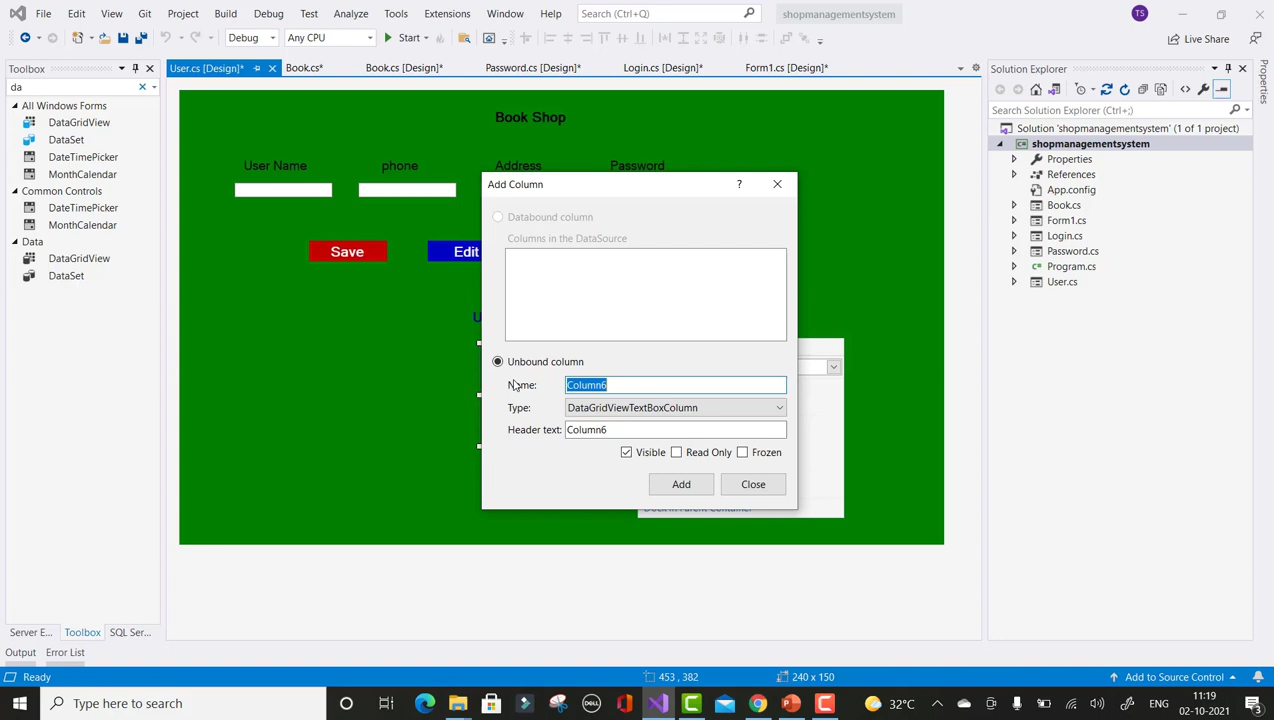 File Edit View Git Project Build Debug Test Analyze Tools Extensions Window Help Search (Ctrl+Q) shopmanagementsystem TS
Debug Any CPU Start Live Share
Toolbox User.cs [Design]* Book.cs* Book.cs [Design]* Password.cs [Design]* Login.cs [Design]* Form1.cs [Design]* Solution Explorer Properties
da
Search Solution Explorer (Ctrl+;)
All Windows Forms
DataGridView
DataSet
DateTimePicker
MonthCalendar
Common Controls
DateTimePicker
MonthCalendar
Data
DataGridView
DataSet
Book Shop
User Name phone Address Password
Save Edit
U
Add Column ?
Databound column
Columns in the DataSource
Unbound column
Name: Column6
Type: DataGridViewTextBoxColumn
Header text: Column6
Visible Read Only Frozen
Add Close
Dock in Parent Container
Solution 'shopmanagementsystem' (1 of 1 project)
shopmanagementsystem
Properties
References
App.config
Book.cs
Form1.cs
Login.cs
Password.cs
Program.cs
User.cs
Server E... Toolbox SQL Ser...
Output Error List
Ready 453 , 382 240 x 150 Add to Source Control
Type here to search DELL 32°C ENG 11:19
02-10-2021 3